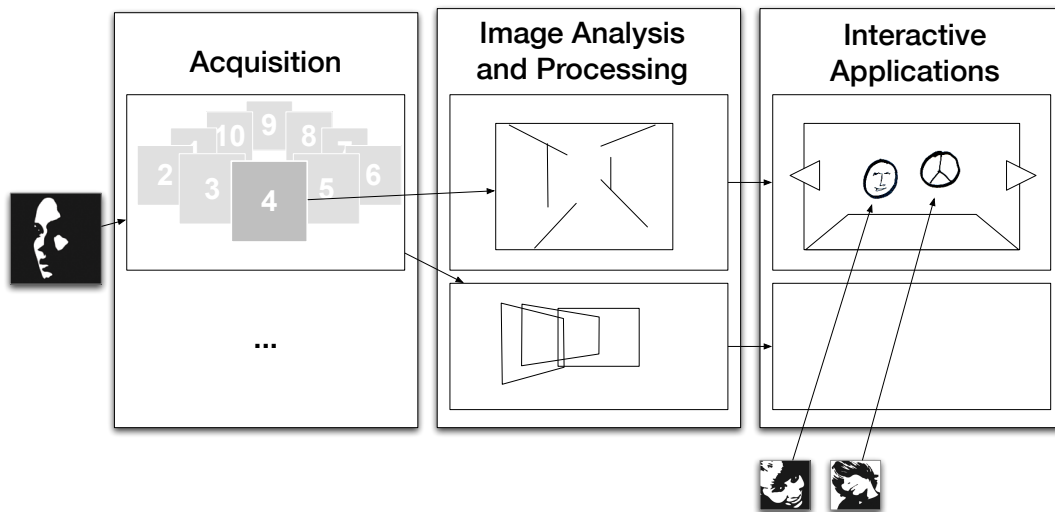 Acquisition
Image Analysis
and Processing
Interactive
Applications
9
10
8
1
7
2
3
5
6
4
...